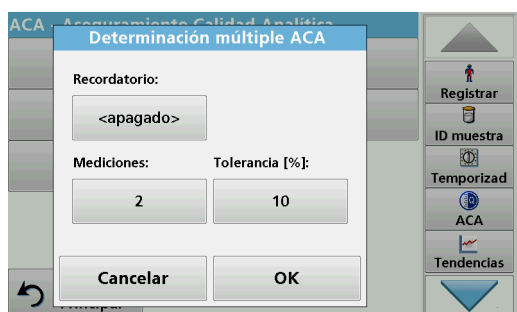 ACA - Aseguramiento Calidad Analítica
Determinación múltiple ACA
Recordatorio:
<apagado>
Mediciones:
Tolerancia [%]:
2
10
Cancelar
OK
Registrar
ID muestra
Temporizad
ACA
Tendencias
Principal